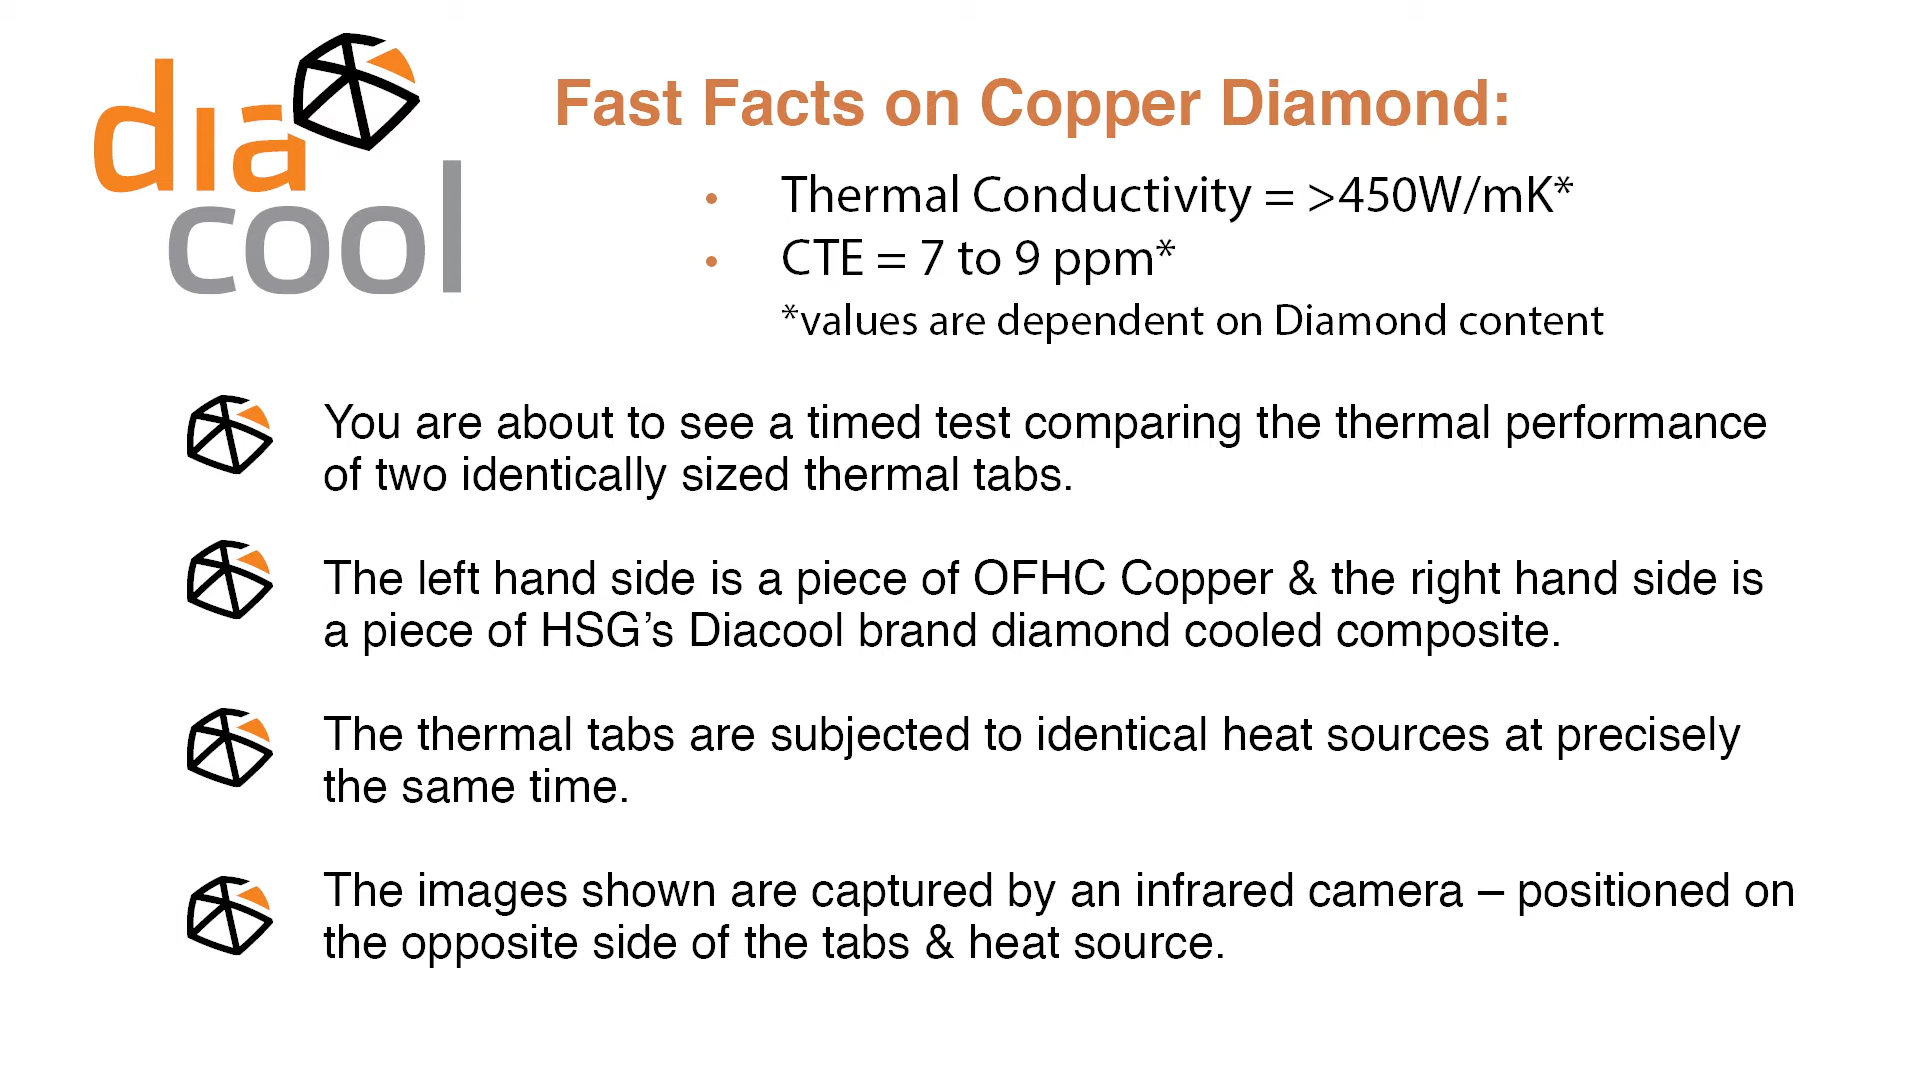 dia
cool
Fast Facts on Copper Diamond:
• Thermal Conductivity = >450W/mK*
• CTE = 7 to 9 ppm*
*values are dependent on Diamond content
You are about to see a timed test comparing the thermal performance
of two identically sized thermal tabs.
The left hand side is a piece of OFHC Copper & the right hand side is
a piece of HSG’s Diacool brand diamond cooled composite.
The thermal tabs are subjected to identical heat sources at precisely
the same time.
The images shown are captured by an infrared camera – positioned on
the opposite side of the tabs & heat source.